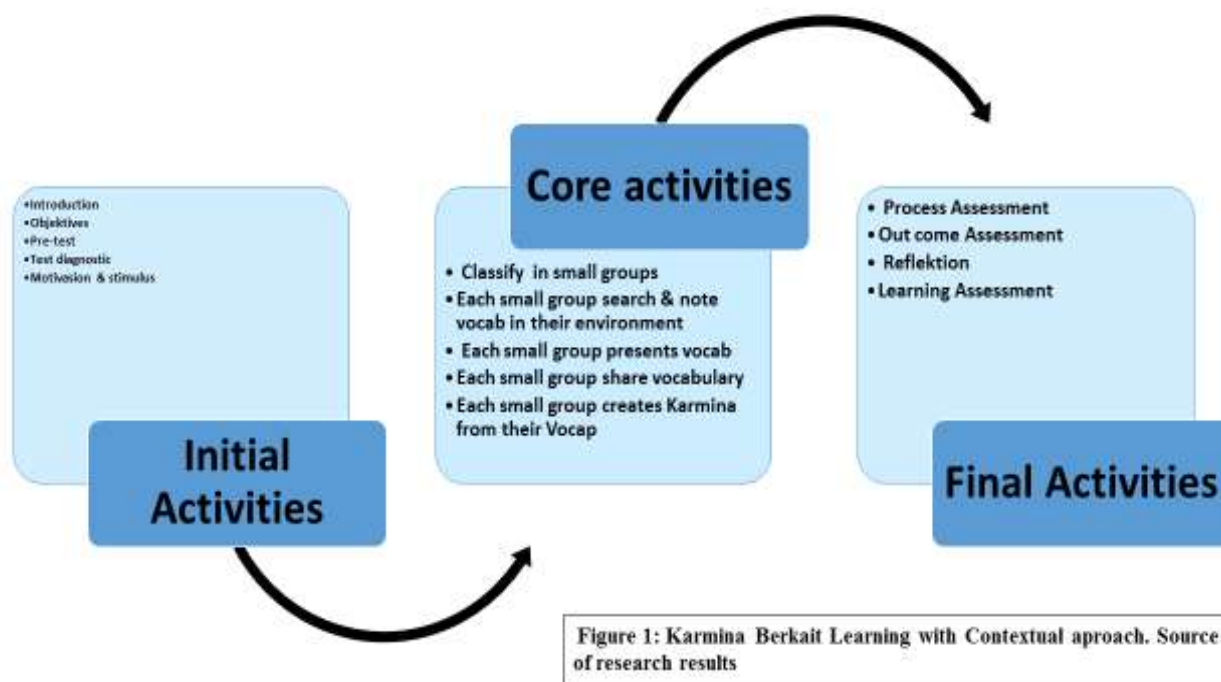 •Introduction
•Objektives
•Pre-test
•Test diagnostic
•Motivasion & stimulus
Initial
Activities
Core activities
• Classify in small groups
•Each small group search & note
vocab in their environment
• Each small group presents vocab
•Each small group share vocabulary
•Each small group creates Karmina
from their Vocap
• Process Assessment
•Out come Assessment
• Reflektion
•Learning Assessment
Final Activities
Figure 1: Karmina Berkait Learning with Contextual aproach. Source
of research results